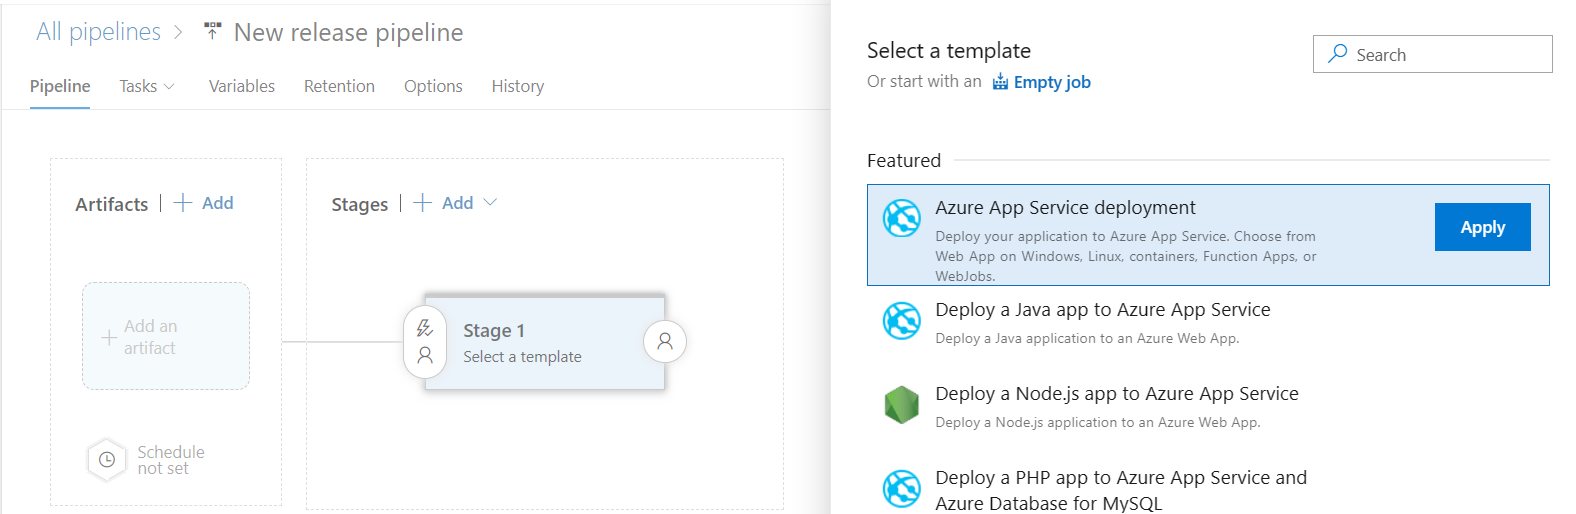 All pipelines > New release pipeline
Pipeline Tasks Variables Retention Options History
Artifacts | + Add
Stages | + Add
Add an
artifact
Stage 1
Select a template
Schedule
not set
Select a template
Search
Or start with an Empty job
Featured
Azure App Service deployment
Deploy your application to Azure App Service. Choose from
Web App on Windows, Linux, containers, Function Apps, or
WebJobs.
Apply
Deploy a Java app to Azure App Service
Deploy a Java application to an Azure Web App.
Deploy a Node.js app to Azure App Service
Deploy a Node.js application to an Azure Web App.
Deploy a PHP app to Azure App Service and
Azure Database for MySQL